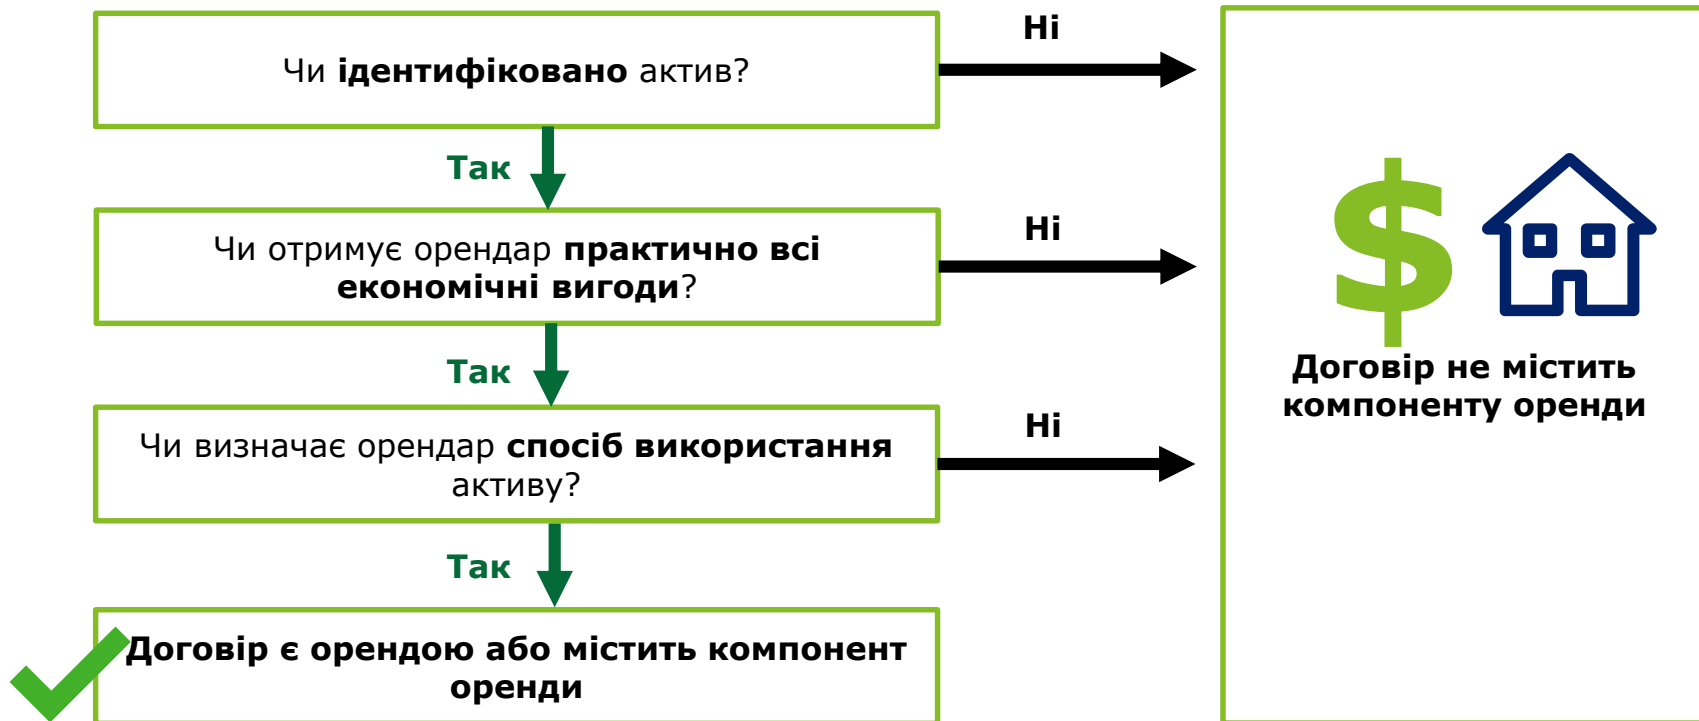 Чи ідентифіковано актив?
Ні
Так
Чи отримує орендар практично всі
економічні вигоди?
Ні
Так
Чи визначає орендар спосіб використання
активу?
Ні
Так
Договір є орендою або містить компонент
оренди
$
Договір не містить
компоненту оренди